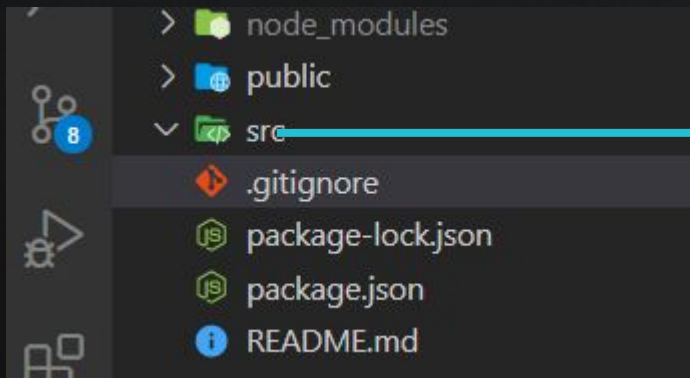 node_modules
public
src
.gitignore
package-lock.json
package.json
README.md
8